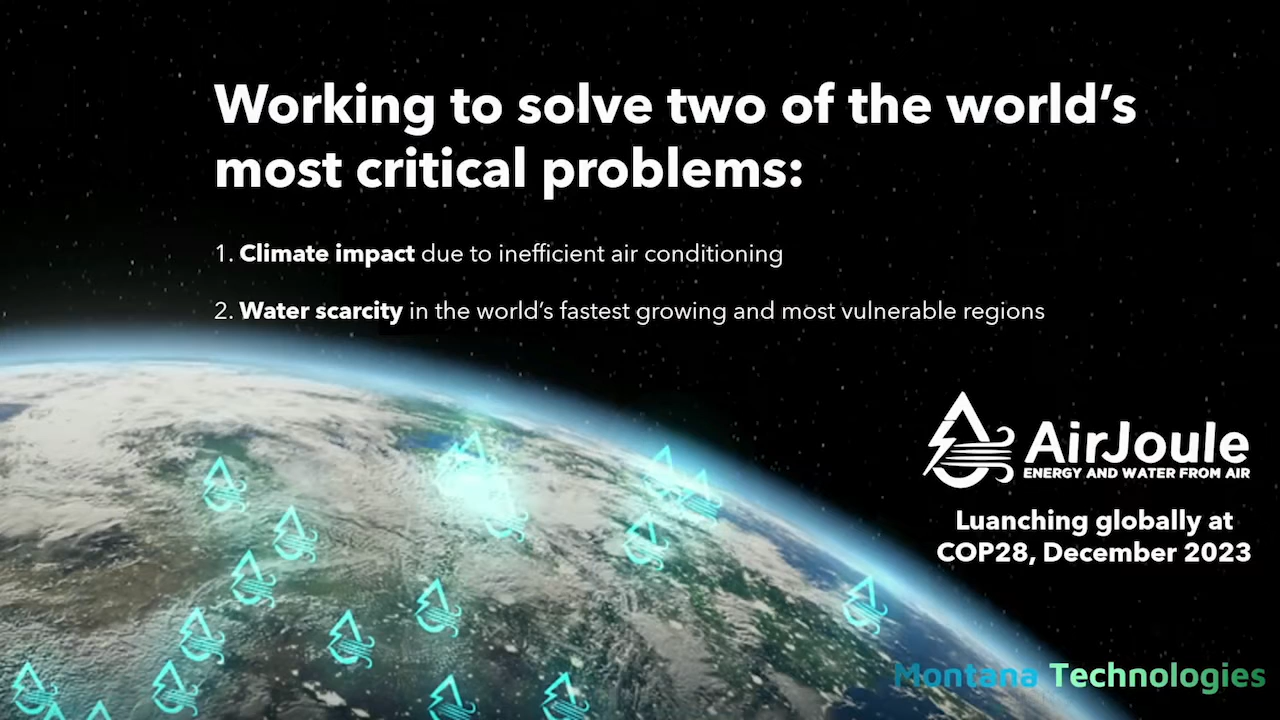 Working to solve two of the world’s
most critical problems:
1. Climate impact due to inefficient air conditioning
2. Water scarcity in the world’s fastest growing and most vulnerable regions
AirJoule
ENERGY AND WATER FROM AIR
Luanching globally at
COP28, December 2023
Montana Technologies